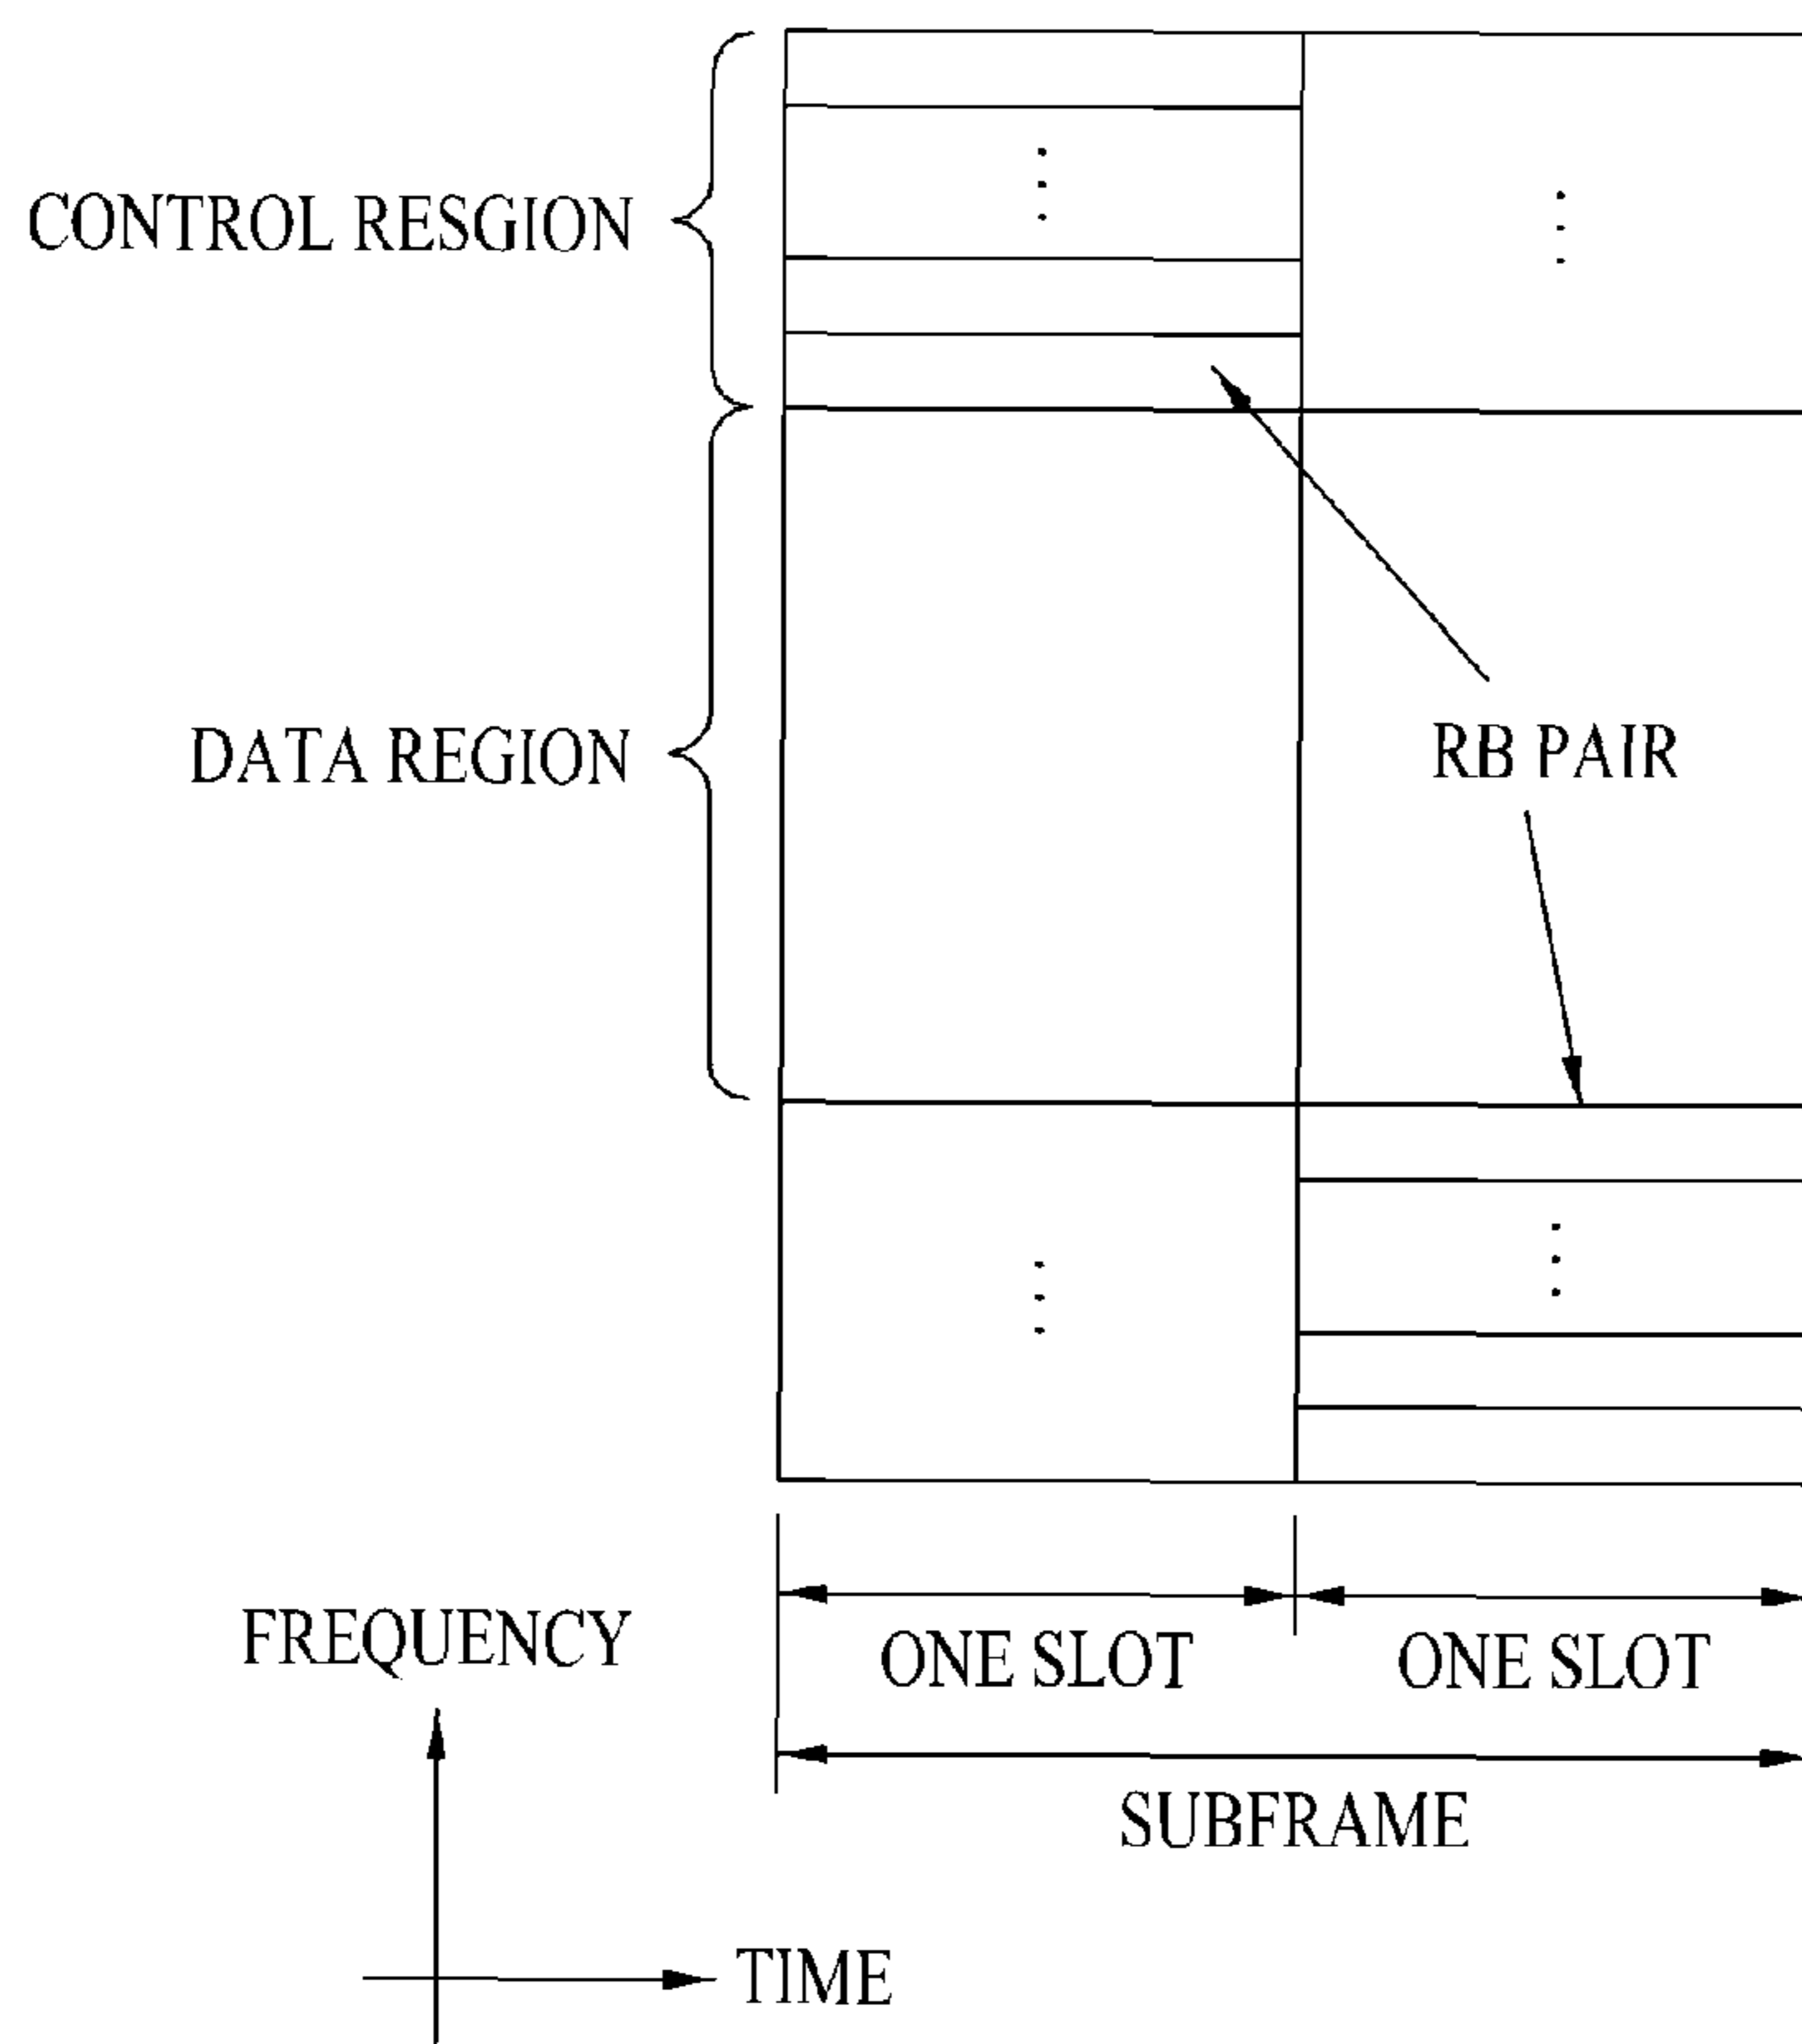 CONTROL RESGION
DATA REGION
RB PAIR
FREQUENCY
ONE SLOT
ONE SLOT
SUBFRAME
TIME